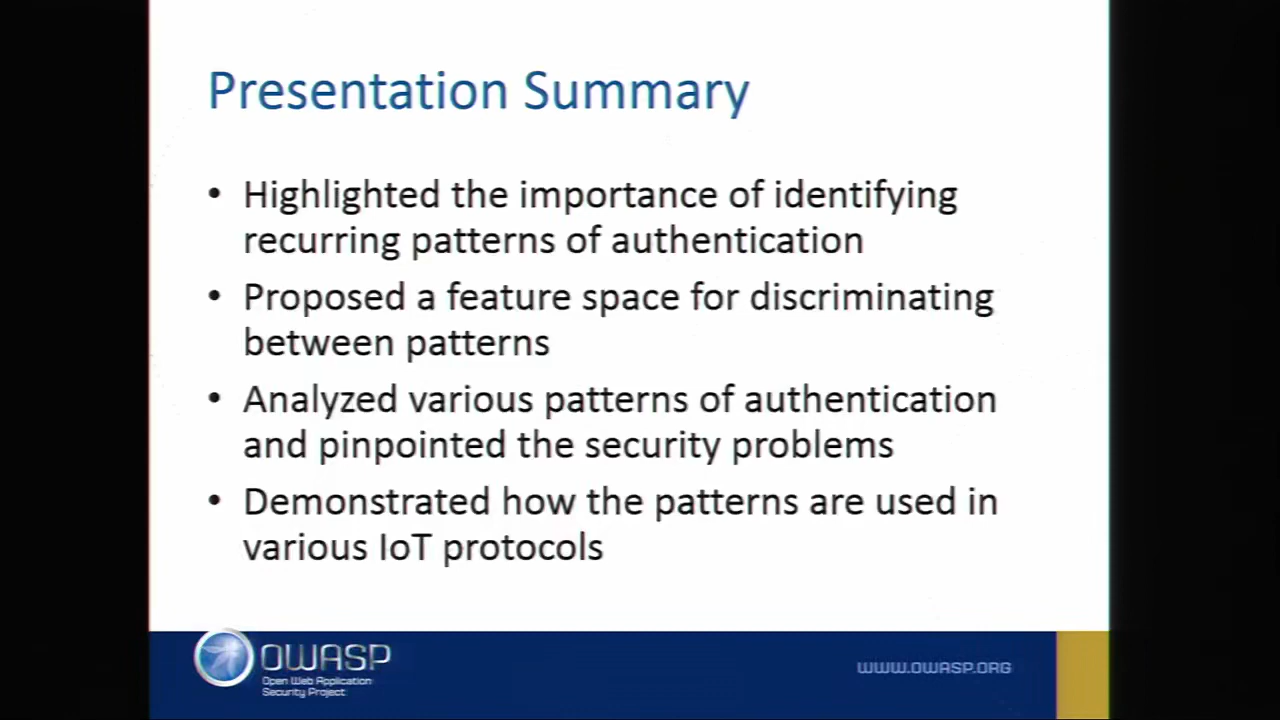 Presentation Summary
• Highlighted the importance of identifying
recurring patterns of authentication
• Proposed a feature space for discriminating
between patterns
• Analyzed various patterns of authentication
and pinpointed the security problems
• Demonstrated how the patterns are used in
various IoT protocols
OWASP
Open Web Application
Security Project
WWW.OWASP.ORG